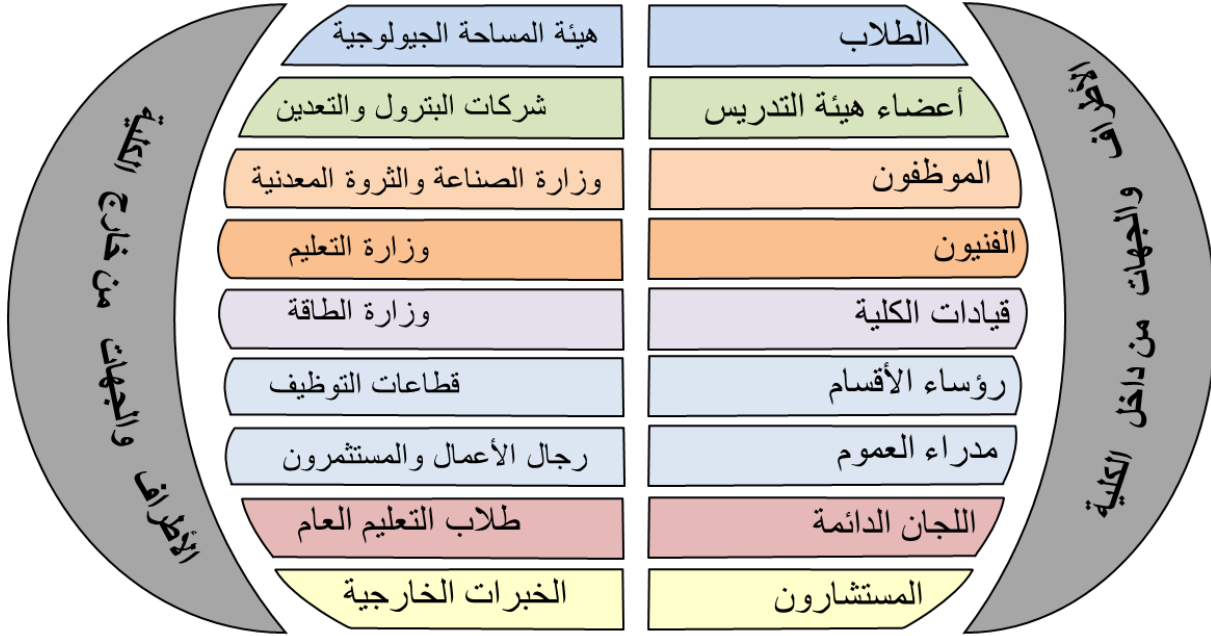 الأطراف والجهات من داخل الكلية
الطلاب
أعضاء هيئة التدريس
الموظفون
الفنيون
قيادات الكلية
رؤساء الأقسام
مدراء العموم
اللجان الدائمة
المستشارون
هيئة المساحة الجيولوجية
شركات البترول والتعدين
وزارة الصناعة والثروة المعدنية
وزارة التعليم
وزارة الطاقة
قطاعات التوظيف
رجال الأعمال والمستثمرون
طلاب التعليم العام
الخبرات الخارجية
الأطراف والجهات من خارج الكلية